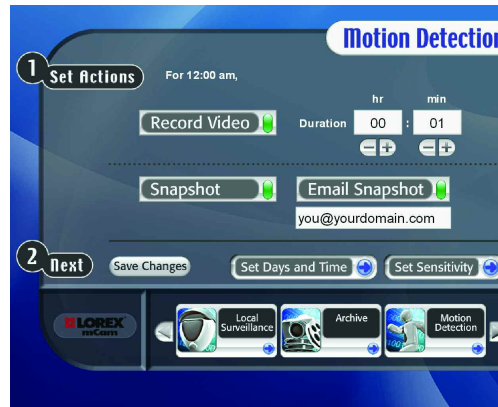 Motion Detection
1 Set Actions
For 12:00 am,
hr min
Record Video Duration 00 : 01
Snapshot Email Snapshot
you@yourdomain.com
2 Next Save Changes Set Days and Time Set Sensitivity
LOREX
mCam
Local
Surveillance
Archive
Motion
Detection